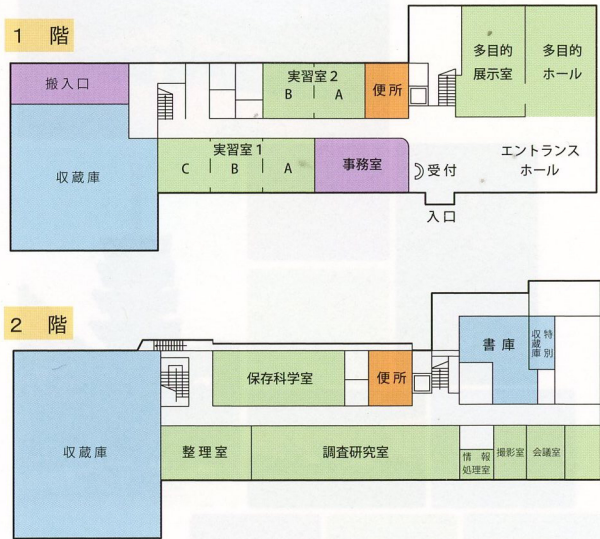 1 階
搬入口
収蔵庫
実習室2
B A
便所
多目的
展示室
多目的
ホール
実習室1
C B A
事務室
受付
エントランス
ホール
入口
2 階
収蔵庫
保存科学室
便所
書庫
特別
収蔵庫
整理室
調査研究室
情報
処理室
撮影室
会議室